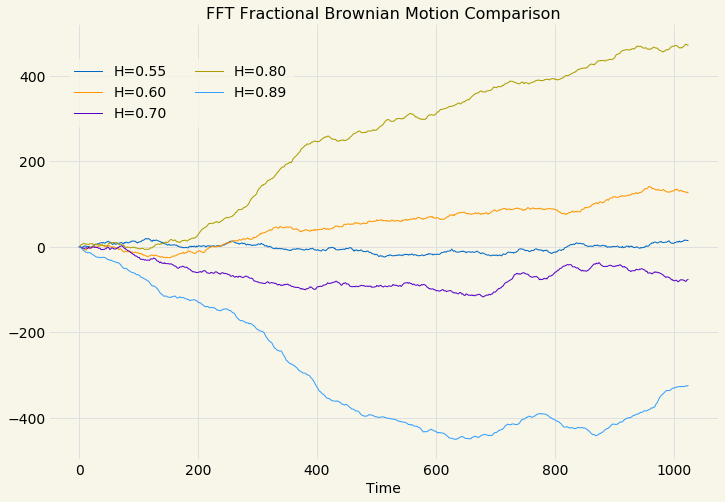 FFT Fractional Brownian Motion Comparison
H=0.55
H=0.60
H=0.70
H=0.80
H=0.89
400
200
0
−200
−400
0 200 400 600 800 1000
Time